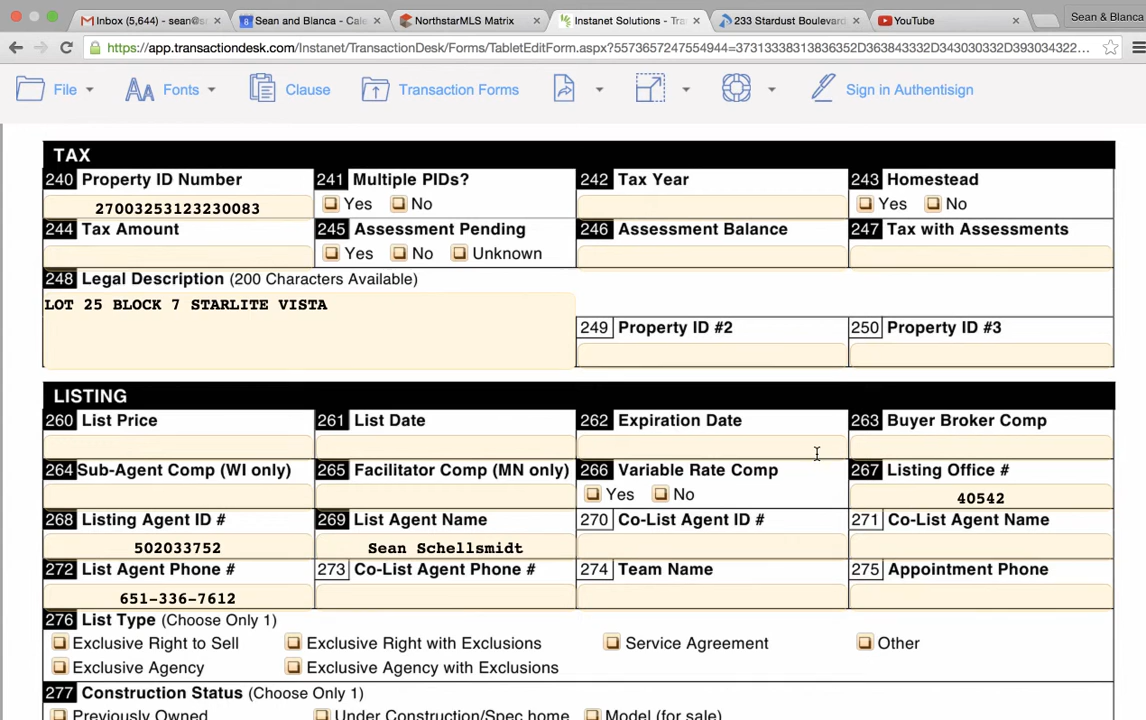 Inbox (5,644) - sean@s
Sean and Blanca - Cale
NorthstarMLS Matrix
Instanet Solutions - Tra
233 Stardust Boulevard
YouTube
Sean & Blanca
https://app.transactiondesk.com/Instanet/TransactionDesk/Forms/TabletEditForm.aspx?5573657247554944=37313338313836352D363843332D343030332D393034322...
File
Fonts
Clause
Transaction Forms
Sign in Authentisign
TAX
240 Property ID Number 241 Multiple PIDs? 242 Tax Year 243 Homestead
27003253123230083 Yes No Yes No
244 Tax Amount 245 Assessment Pending 246 Assessment Balance 247 Tax with Assessments
Yes No Unknown
248 Legal Description (200 Characters Available)
LOT 25 BLOCK 7 STARLITE VISTA
249 Property ID #2 250 Property ID #3
LISTING
260 List Price 261 List Date 262 Expiration Date 263 Buyer Broker Comp
264 Sub-Agent Comp (WI only) 265 Facilitator Comp (MN only) 266 Variable Rate Comp 267 Listing Office #
Yes No 40542
268 Listing Agent ID # 269 List Agent Name 270 Co-List Agent ID # 271 Co-List Agent Name
502033752 Sean Schellsmidt
272 List Agent Phone # 273 Co-List Agent Phone # 274 Team Name 275 Appointment Phone
651-336-7612
276 List Type (Choose Only 1)
Exclusive Right to Sell Exclusive Right with Exclusions Service Agreement Other
Exclusive Agency Exclusive Agency with Exclusions
277 Construction Status (Choose Only 1)
Previously Owned Under Construction/Spec home Model (for sale)